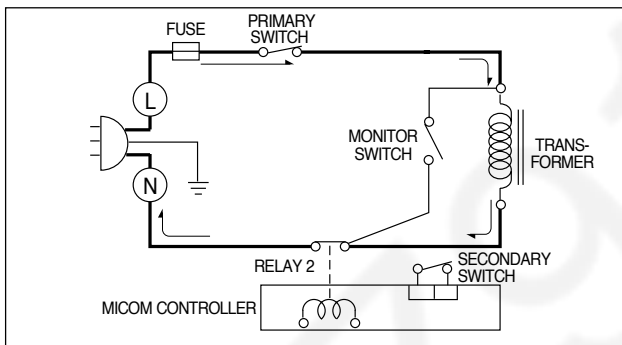 FUSE
PRIMARY
SWITCH
L
N
MONITOR
SWITCH
TRANS-
FORMER
RELAY 2
SECONDARY
SWITCH
MICOM CONTROLLER